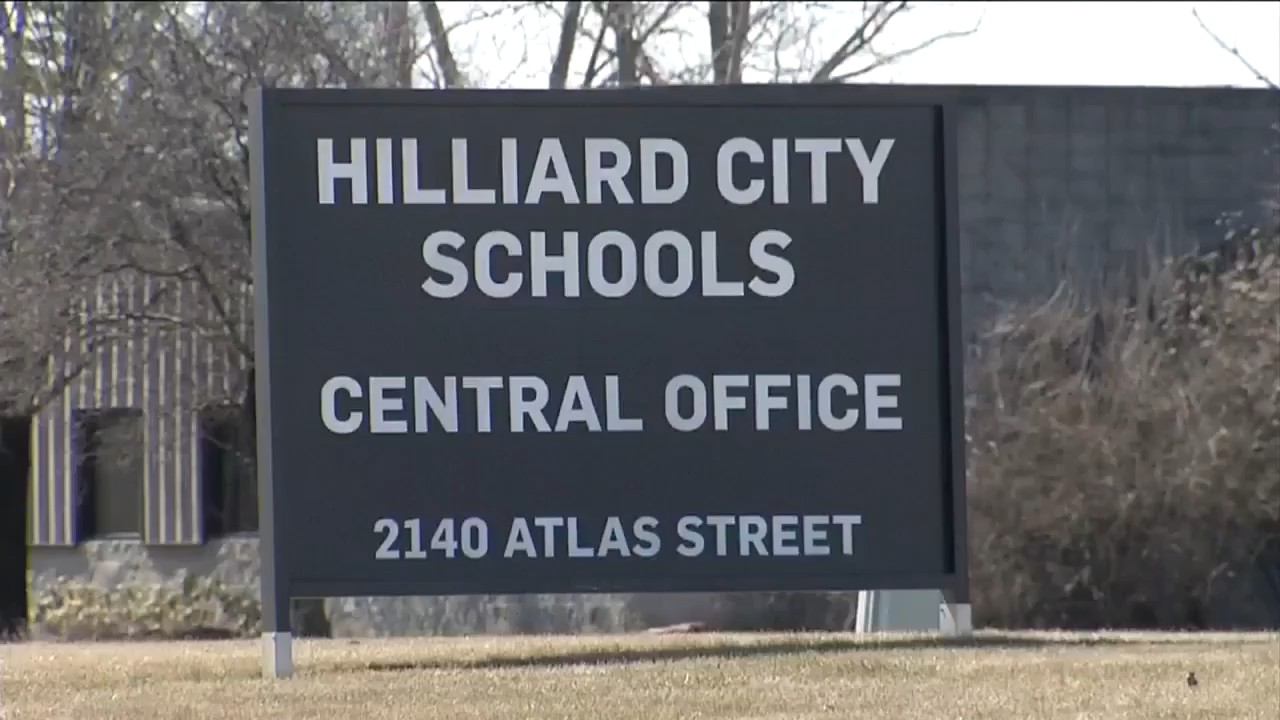 HILLIARD CITY
SCHOOLS
CENTRAL OFFICE
2140 ATLAS STREET